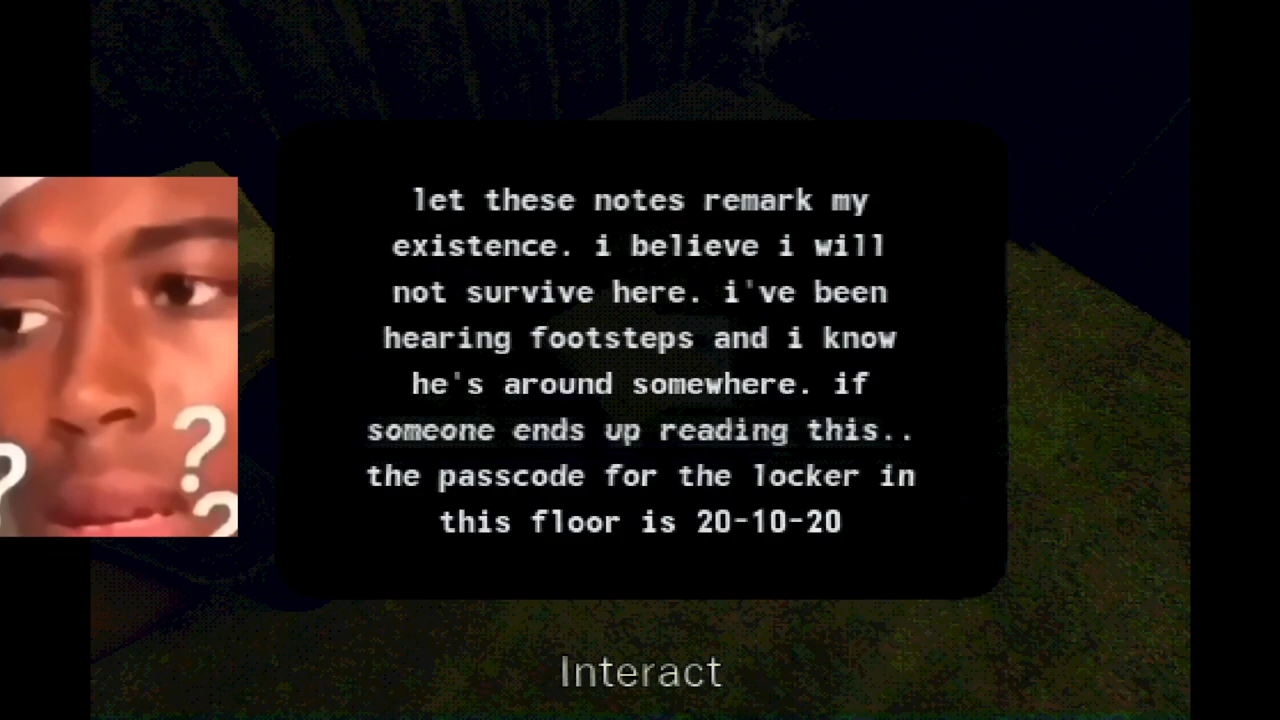 let these notes remark my
existence. i believe i will
not survive here. i've been
hearing footsteps and i know
he's around somewhere. if
someone ends up reading this..
the passcode for the locker in
this floor is 20-10-20
?
?
?
Interact